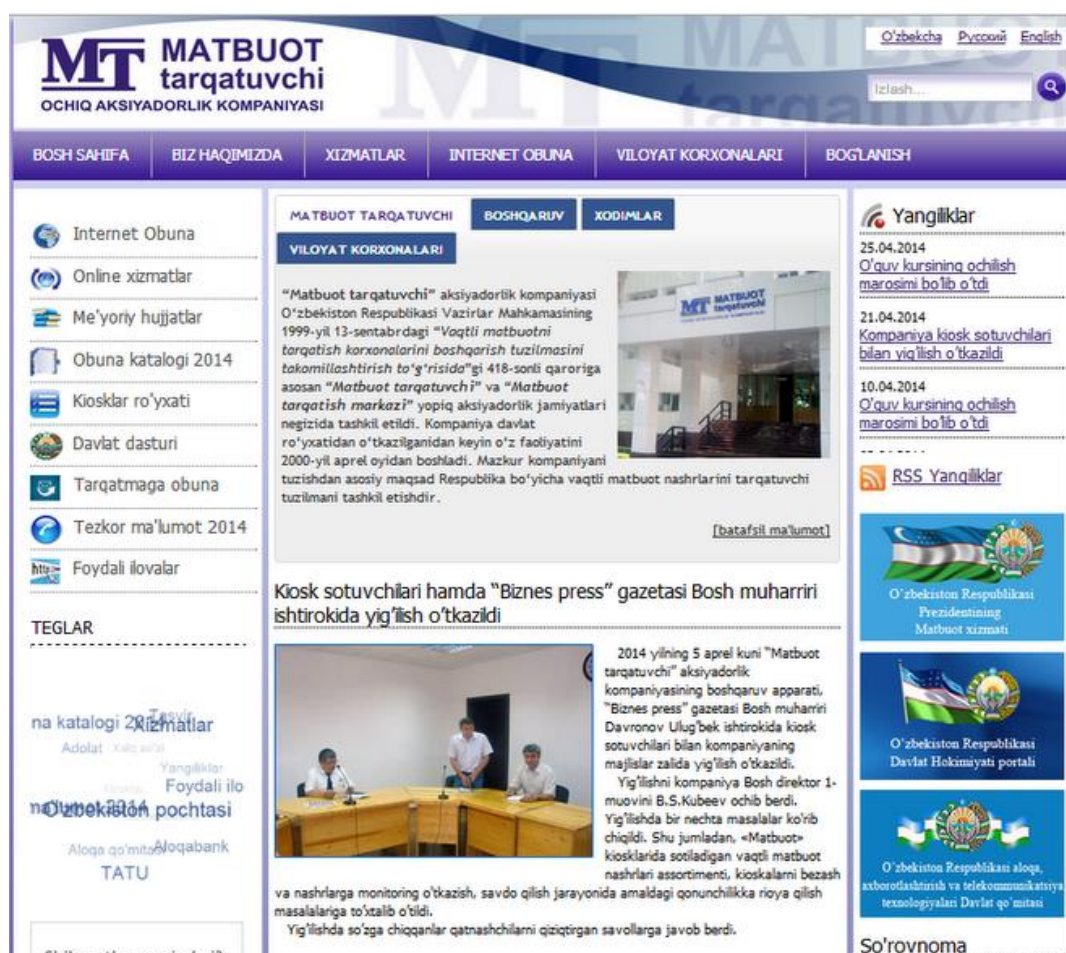 MT MATBUOT
tarqatuvchi
OCHIQ AKSIYADORLIK KOMPANIYASI
O'zbekcha Русский English
Izlash...
BOSH SAHIFA BIZ HAQIMIZDA XIZMATLAR INTERNET OBUNA VILOYAT KORXONALARI BOG'LANISH
Internet Obuna
Online xizmatlar
Me'yoriy hujjatlar
Obuna katalogi 2014
Kiosklar ro'yxati
Davlat dasturi
Tarqatmaga obuna
Tezkor ma'lumot 2014
Foydali ilovalar
TEGLAR
na katalogi
Tasvir
Xizmatlar
Adolat
Yangiliklar
Foydali ilo
O'zbekiston pochtasi
Aloqa qo'mitasi
Aloqabank
TATU
MATBUOT TARQATUVCHI BOSHQARUV XODIMLAR
VILOYAT KORXONALARI
“Matbuot tarqatuvchi” aksiyadorlik kompaniyasi
O‘zbekiston Respublikasi Vazirlar Mahkamasining
1999-yil 13-sentabrdagi “Vaqtli matbuotni
tarqatish korxonalarini boshqarish tuzilmasini
takomillashtirish to‘g‘risida”gi 418-sonli qaroriga
asosan “Matbuot tarqatuvchi” va “Matbuot
tarqatish markazi” yopiq aksiyadorlik jamiyatlari
negizida tashkil etildi. Kompaniya davlat
ro‘yxatidan o‘tkazilganidan keyin o‘z faoliyatini
2000-yil aprel oyidan boshladi. Mazkur kompaniyani
tuzishdan asosiy maqsad Respublika bo‘yicha vaqtli matbuot nashrlarini tarqatuvchi
tuzilmani tashkil etishdir.
MT MATBUOT
tarqatuvchi
[batafsil ma'lumot]
Kiosk sotuvchilari hamda “Biznes press” gazetasi Bosh muharriri
ishtirokida yig’ilish o’tkazildi
2014 yilning 5 aprel kuni “Matbuot
tarqatuvchi” aksiyadorlik
kompaniyasining boshqaruv apparati,
“Biznes press” gazetasi Bosh muharriri
Davronov Ulug’bek ishtirokida kiosk
sotuvchilari bilan kompaniyaning
majlislar zalida yig’ilish o’tkazildi.
Yig’ilishni kompaniya Bosh direktor 1-
muovini B.S.Kubeev ochib berdi.
Yig’ilishda bir nechta masalalar ko’rib
chiqildi. Shu jumladan, «Matbuot»
kiosklarida sotiladigan vaqtli matbuot
nashrlari assortimenti, kioskalarni bezash
va nashrlarga monitoring o’tkazish, savdo qilish jarayonida amaldagi qonunchilikka rioya qilish
masalalariga to’xtalib o’tildi.
Yig’ilishda so’zga chiqqanlar qatnashchilarni qiziqtirgan savollarga javob berdi.
Yangiliklar
25.04.2014
O’quv kursining ochilish
marosimi bo’lib o’tdi
21.04.2014
Kompaniya kiosk sotuvchilari
bilan yig’ilish o’tkazildi
10.04.2014
O’quv kursining ochilish
marosimi bo’lib o’tdi
RSS Yangiliklar
O’zbekiston Respublikasi
Prezidentining
Matbuot xizmati
O’zbekiston Respublikasi
Davlat Hokimiyati portali
O’zbekiston Respublikasi aloqa,
axborotlashtirish va telekommunikatsiya
texnologiyalari Davlat qo’mitasi
So'rovnoma